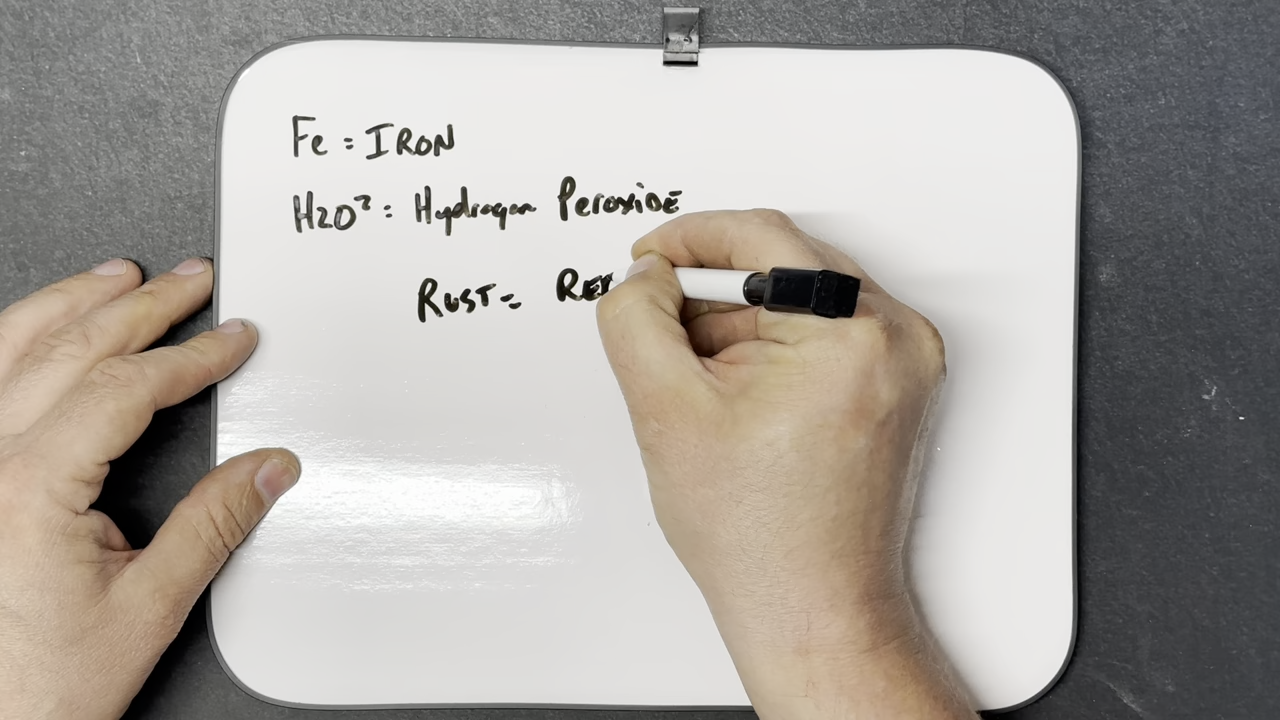 Fe = IRON
H2O² = Hydrogen PeroxiDE
RUST =